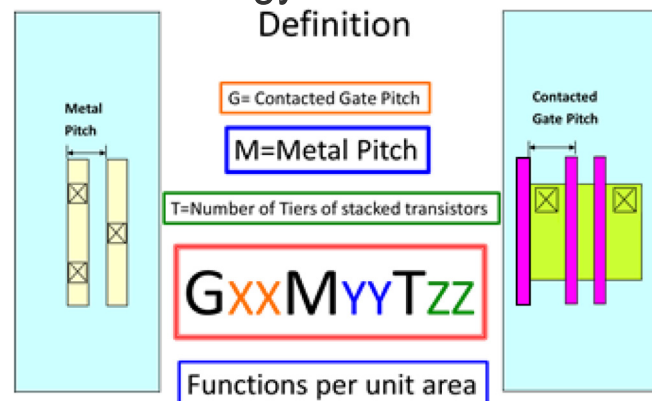 gy
Definition
Metal
Pitch
G= Contacted Gate Pitch
M=Metal Pitch
T=Number of Tiers of stacked transistors
GXXMYYTZZ
Functions per unit area
Contacted
Gate Pitch